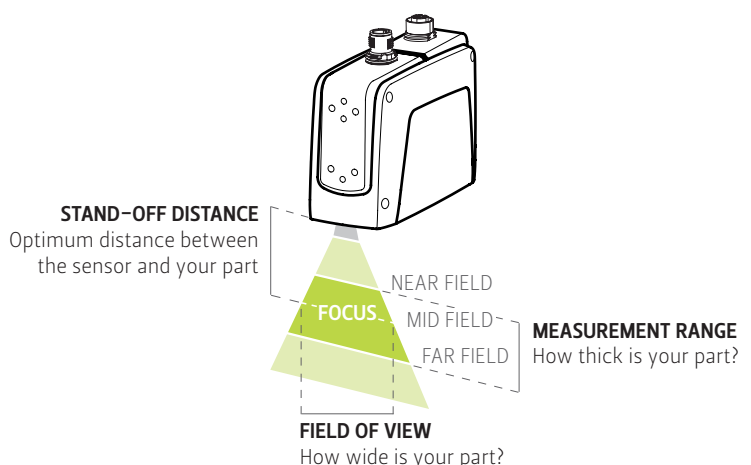 STAND-OFF DISTANCE
Optimum distance between
the sensor and your part
NEAR FIELD
FOCUS
MID FIELD
FAR FIELD
MEASUREMENT RANGE
How thick is your part?
FIELD OF VIEW
How wide is your part?